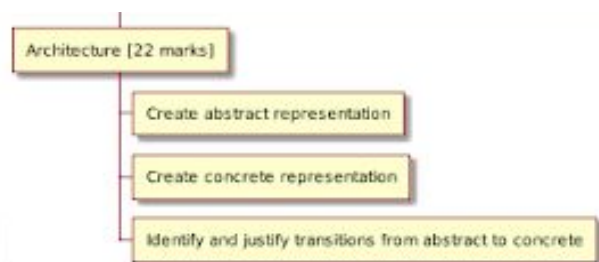 Architecture [22 marks]
Create abstract representation
Create concrete representation
Identify and justify transitions from abstract to concrete